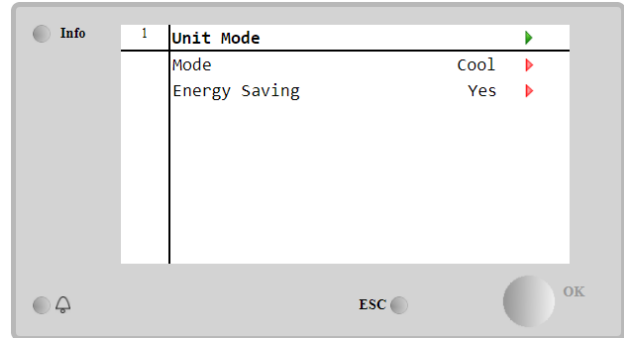 Info
1 Unit Mode
Mode Cool
Energy Saving Yes
ESC
OK